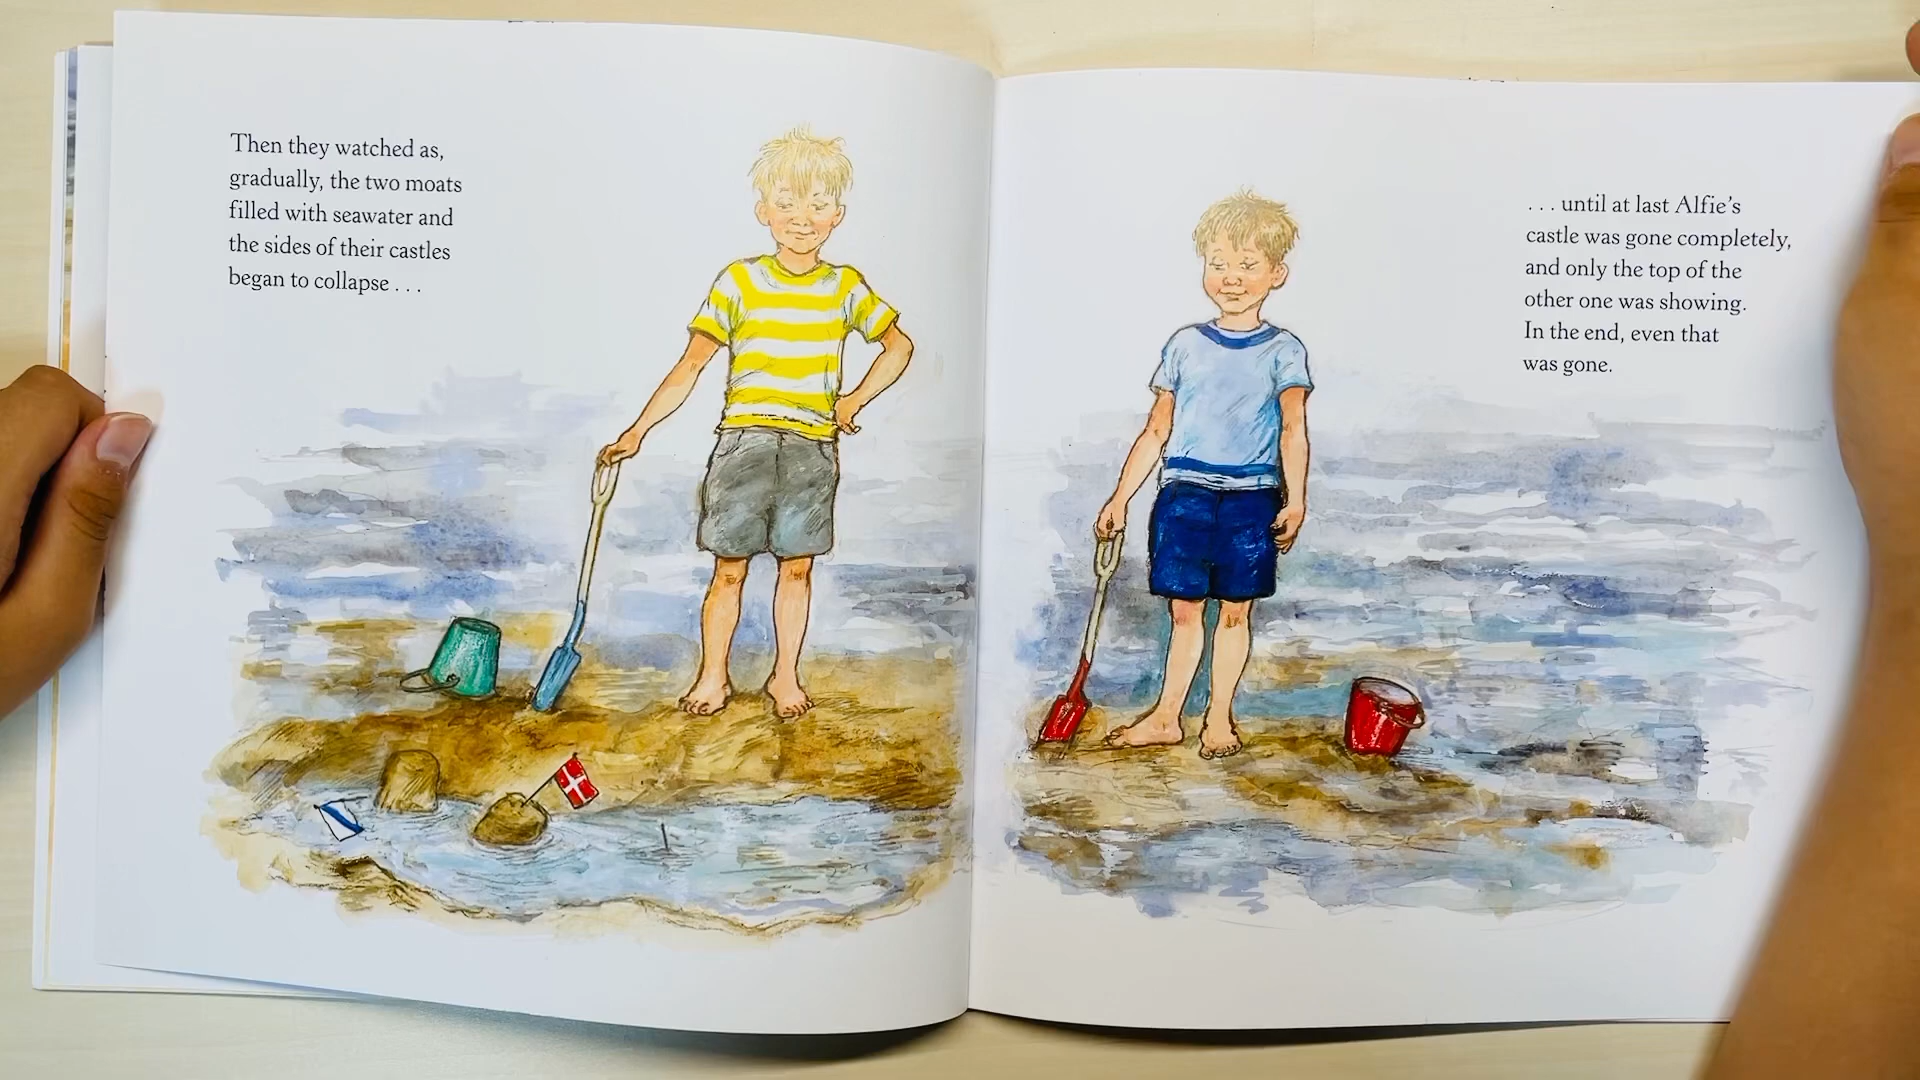 Then they watched as,
gradually, the two moats
filled with seawater and
the sides of their castles
began to collapse . . .
. . . until at last Alfie’s
castle was gone completely,
and only the top of the
other one was showing.
In the end, even that
was gone.